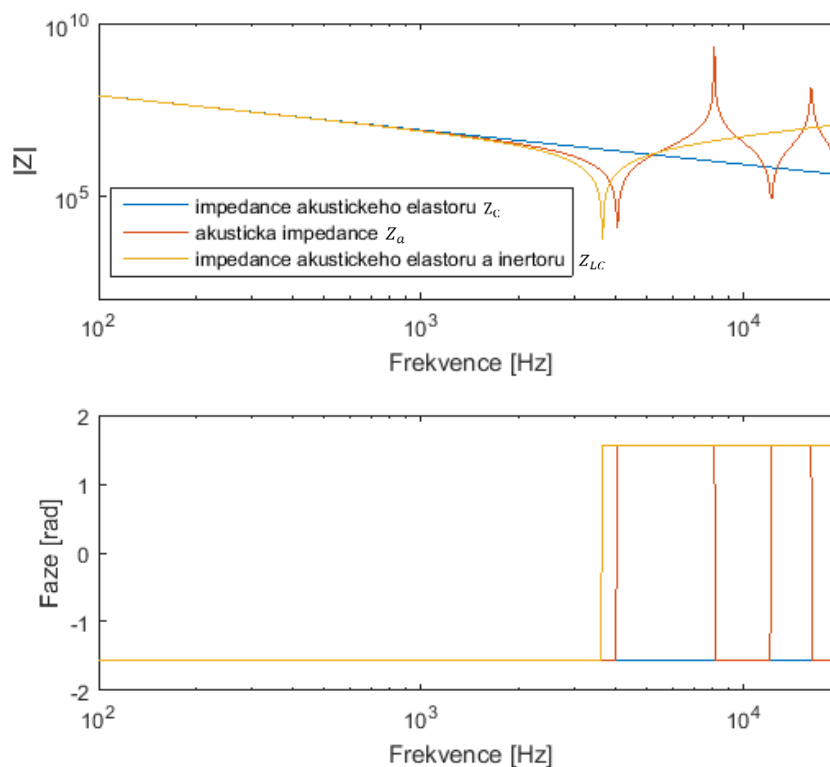 10^10
10^5
|Z|
impedance akustickeho elastoru Z_C
akusticka impedance Z_a
impedance akustickeho elastoru a inertoru Z_LC
10^2 10^3 10^4
Frekvence [Hz]
2
1
0
-1
-2
Faze [rad]
10^2 10^3 10^4
Frekvence [Hz]